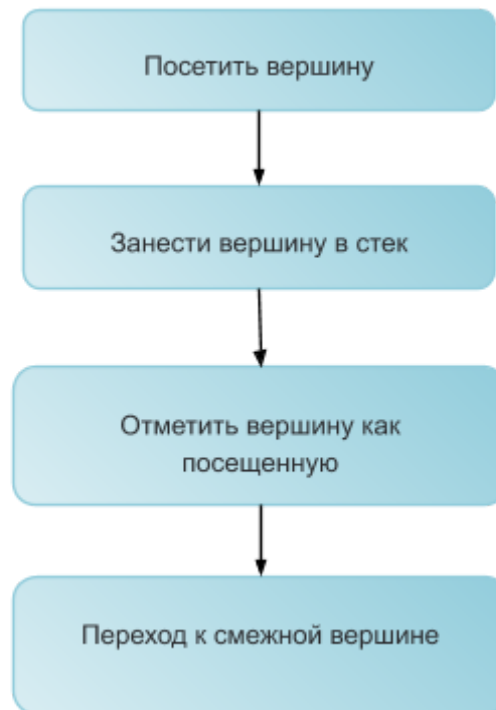 Посетить вершину
Занести вершину в стек
Отметить вершину как
посещенную
Переход к смежной вершине